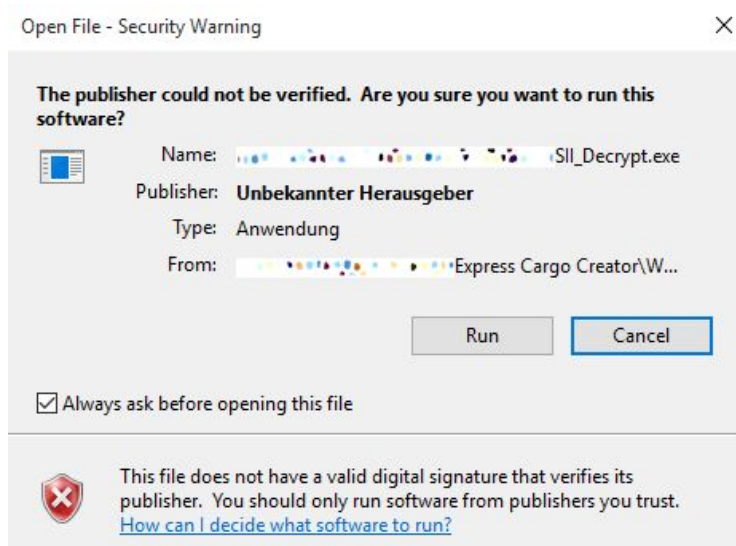 Open File - Security Warning
The publisher could not be verified. Are you sure you want to run this
software?
Name: SII_Decrypt.exe
Publisher: Unbekannter Herausgeber
Type: Anwendung
From: Express Cargo Creator\W...
Run Cancel
Always ask before opening this file
This file does not have a valid digital signature that verifies its
publisher. You should only run software from publishers you trust.
How can I decide what software to run?